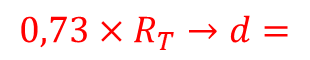 0,73 × R_T → d =